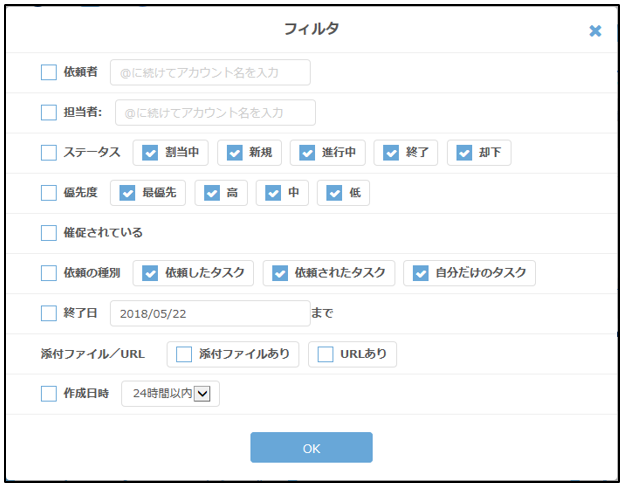 フィルタ
依頼者 @に続けてアカウント名を入力
担当者: @に続けてアカウント名を入力
ステータス 割当中 新規 進行中 終了 却下
優先度 最優先 高 中 低
催促されている
依頼の種別 依頼したタスク 依頼されたタスク 自分だけのタスク
終了日 2018/05/22 まで
添付ファイル／URL 添付ファイルあり URLあり
作成日時 24時間以内
OK